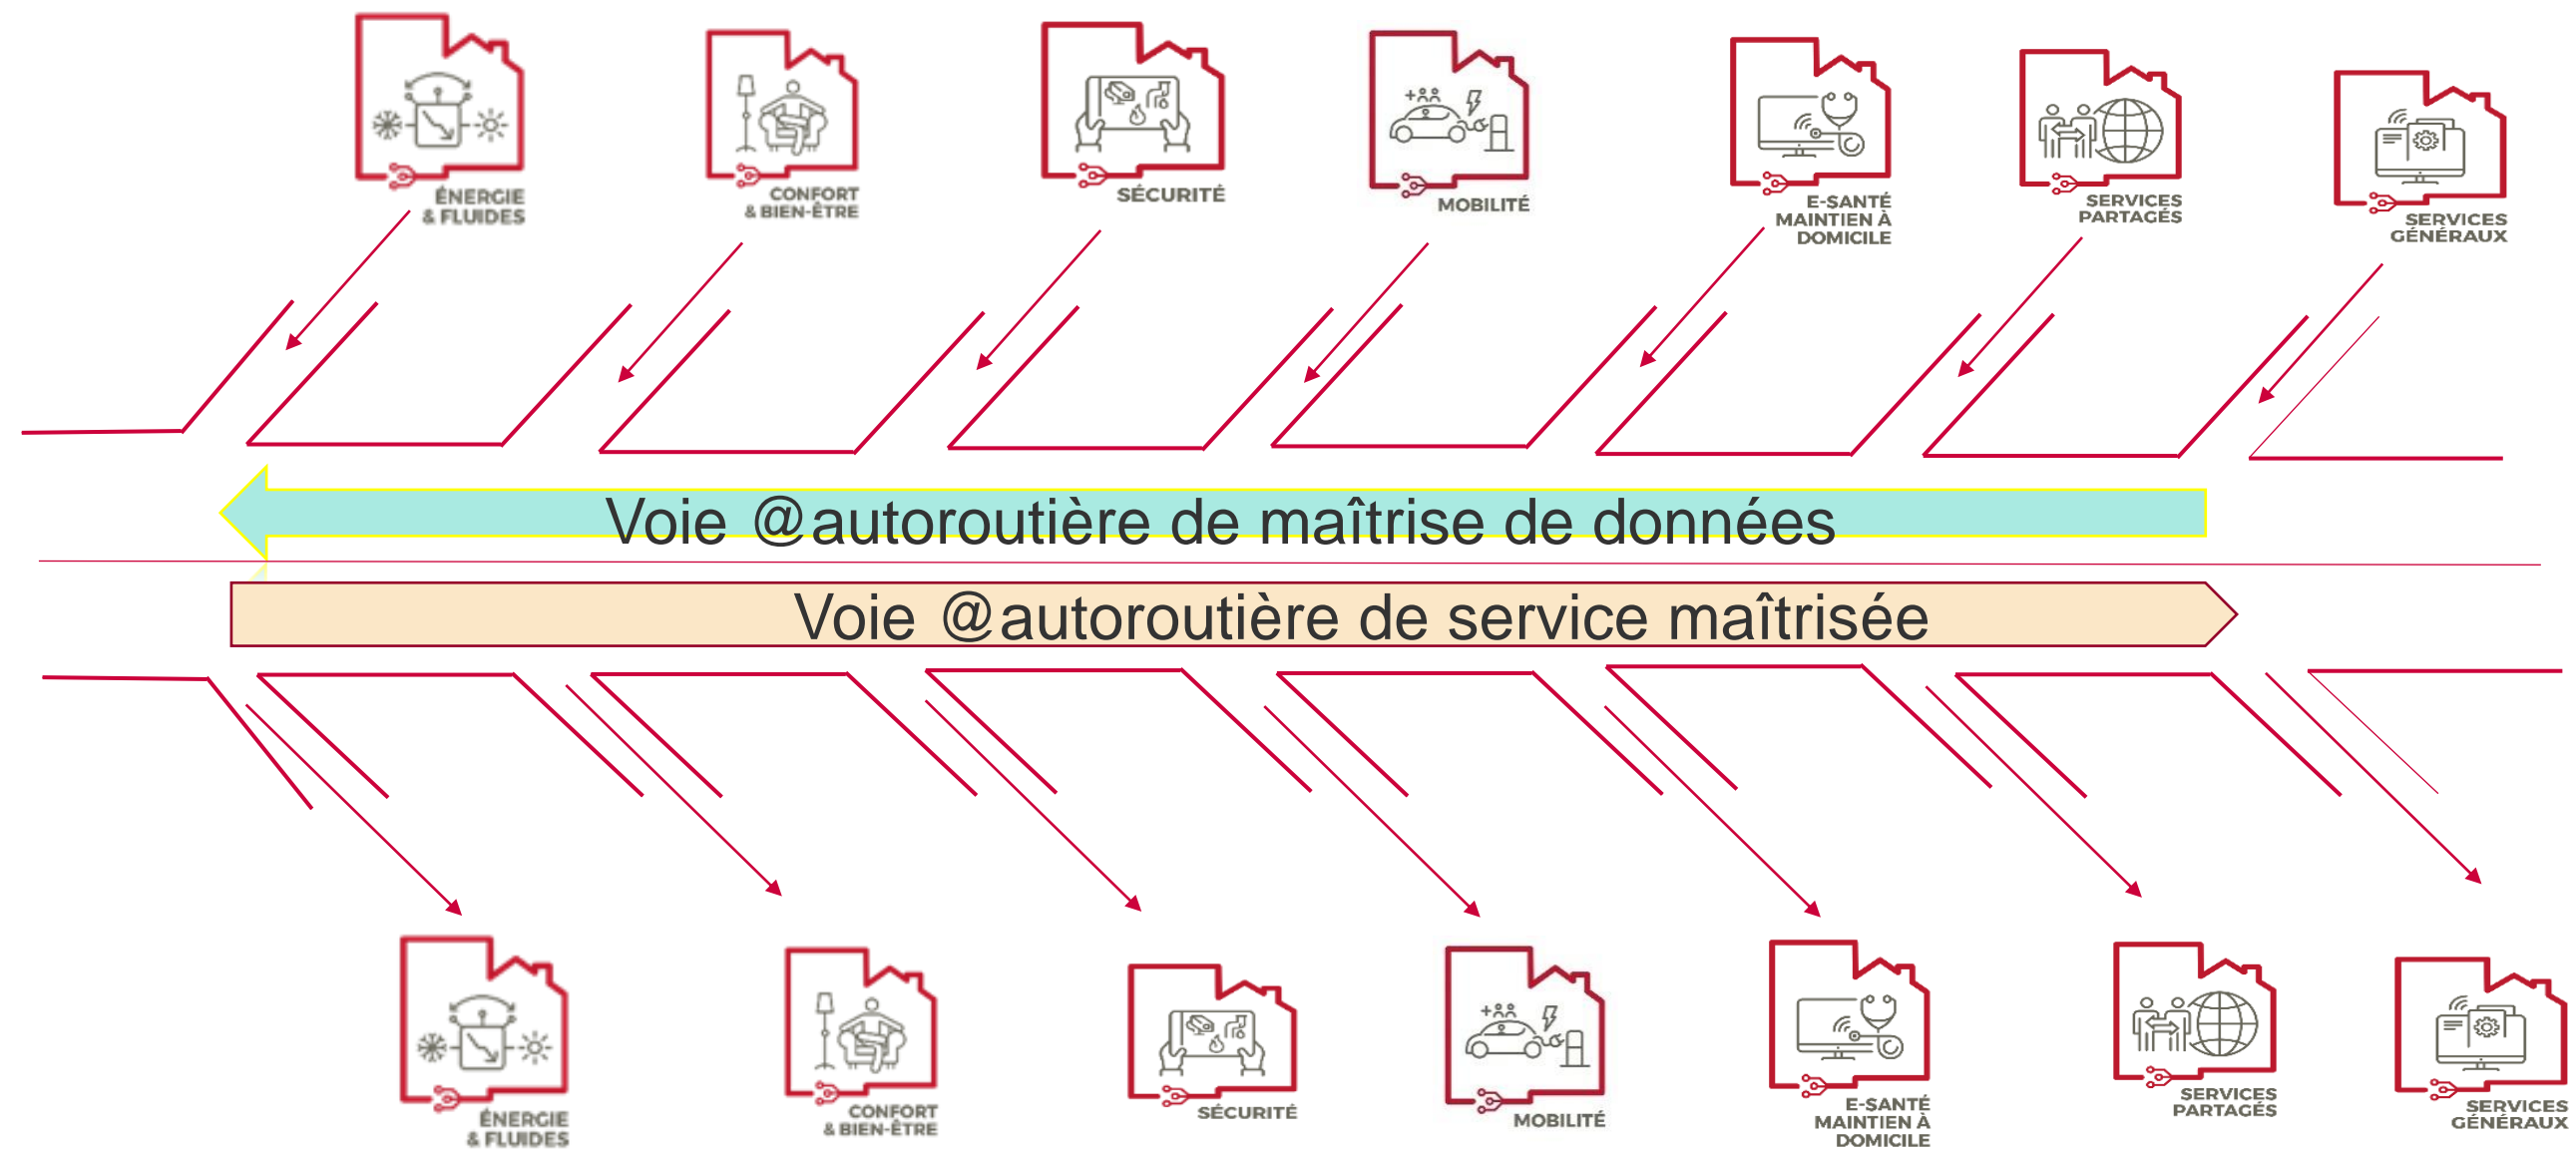 ÉNERGIE
& FLUIDES
CONFORT
& BIEN-ÊTRE
SÉCURITÉ
MOBILITÉ
E-SANTÉ
MAINTIEN À
DOMICILE
SERVICES
PARTAGÉS
SERVICES
GÉNÉRAUX
Voie @autoroutière de maîtrise de données
Voie @autoroutière de service maîtrisée
ÉNERGIE
& FLUIDES
CONFORT
& BIEN-ÊTRE
SÉCURITÉ
MOBILITÉ
E-SANTÉ
MAINTIEN À
DOMICILE
SERVICES
PARTAGÉS
SERVICES
GÉNÉRAUX